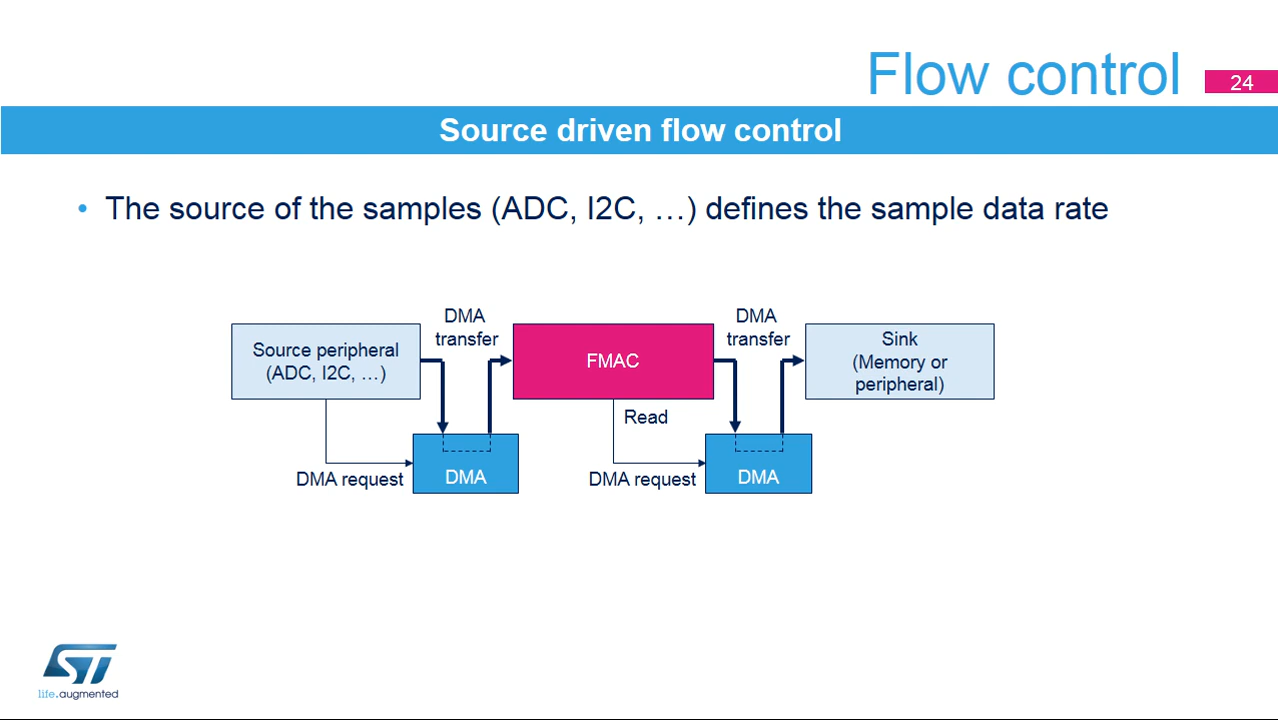 Flow control
24
Source driven flow control
• The source of the samples (ADC, I2C, …) defines the sample data rate
DMA
transfer
DMA
transfer
Source peripheral
(ADC, I2C, …)
FMAC
Sink
(Memory or
peripheral)
Read
DMA request
DMA
DMA request
DMA
ST
life.augmented